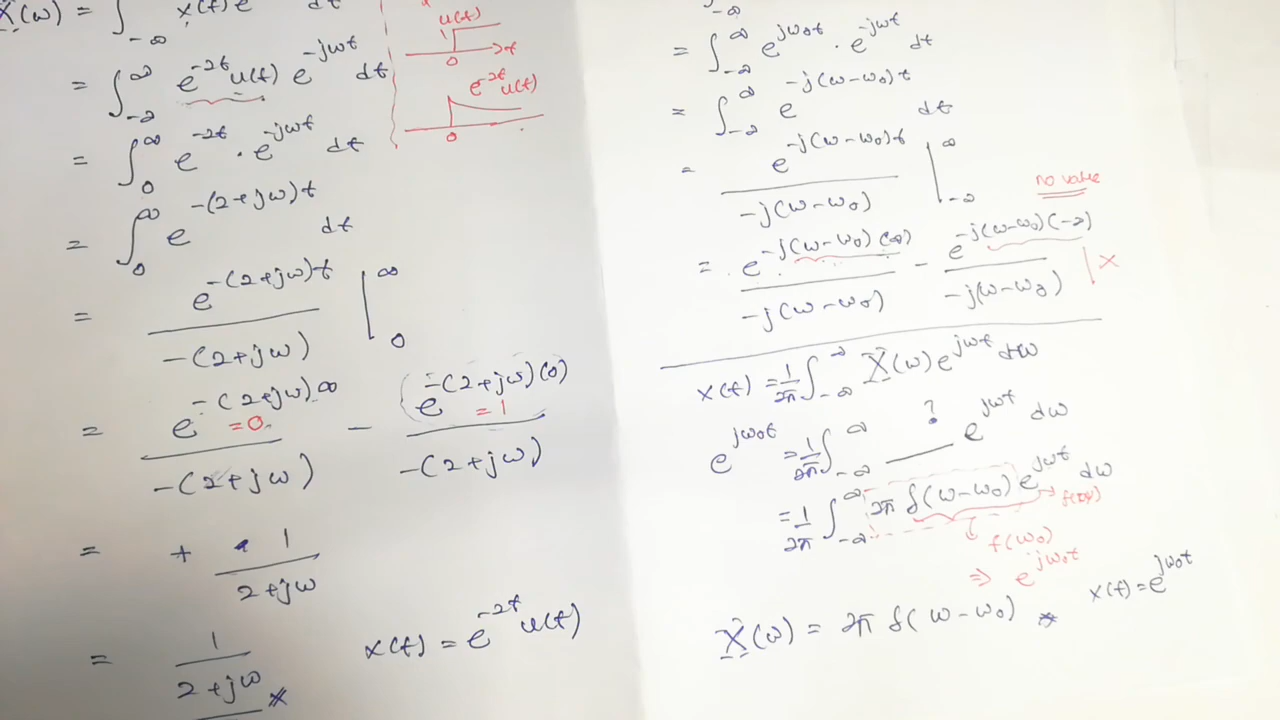 X(ω) = ∫_{-∞} x(t) e dt
= ∫_{-∞}^{∞} e^{-2t} u(t) e^{-jωt} dt
= ∫_0^∞ e^{-2t} · e^{-jωt} dt
= ∫_0^∞ e^{-(2+jω)t} dt
= e^{-(2+jω)t} / -(2+jω) |_0^∞
= e^{-(2+jω)∞} =0 / -(2+jω) - e^{-(2+jω)(0)} =1 / -(2+jω)
= + 1 / 2+jω
= 1 / 2+jω * x(t) = e^{-2t} u(t)
u(t)
t
0
e^{-2t} u(t)
0
= ∫_{-∞}^{∞} e^{jω₀t} · e^{-jωt} dt
= ∫_{-∞}^{∞} e^{-j(ω-ω₀)t} dt
= e^{-j(ω-ω₀)t} / -j(ω-ω₀) |_{-∞}^{∞}
no value
= e^{-j(ω-ω₀)(∞)} / -j(ω-ω₀) - e^{-j(ω-ω₀)(-∞)} / -j(ω-ω₀) | X
x(t) = 1/2π ∫_{-∞}^{∞} X(ω) e^{jωt} dω
e^{jω₀t} = 1/2π ∫_{-∞}^{∞} ? e^{jωt} dω
= 1/2π ∫_{-∞}^{∞} 2π δ(ω-ω₀) e^{jωt} dω
f(ω₀)
⇒ e^{jω₀t}
X(ω) = 2π δ(ω-ω₀) * x(t) = e^{jω₀t}